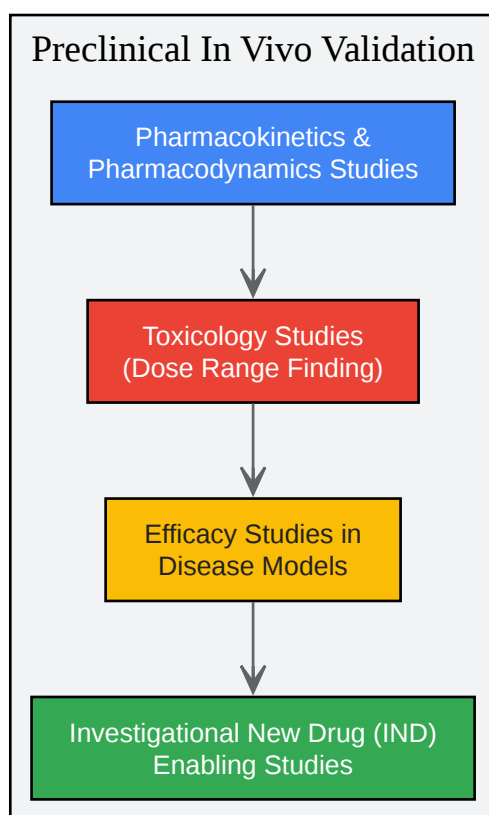 Preclinical In Vivo Validation
Pharmacokinetics &
Pharmacodynamics Studies
Toxicology Studies
(Dose Range Finding)
Efficacy Studies in
Disease Models
Investigational New Drug (IND)
Enabling Studies